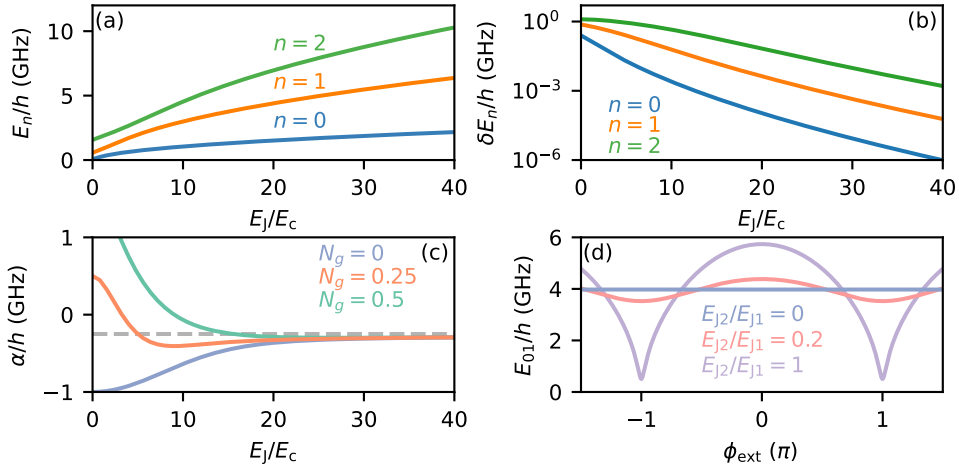 (a)
E_n/h (GHz)
10
5
0
n = 2
n = 1
n = 0
0 10 20 30 40
E_J/E_c
(b)
δE_n/h (GHz)
10^0
10^−3
10^−6
n = 0
n = 1
n = 2
0 10 20 30 40
E_J/E_c
(c)
α/h (GHz)
1
0
−1
N_g = 0
N_g = 0.25
N_g = 0.5
0 10 20 30 40
E_J/E_c
(d)
E_01/h (GHz)
6
4
2
0
E_J2/E_J1 = 0
E_J2/E_J1 = 0.2
E_J2/E_J1 = 1
−1 0 1
ϕ_ext (π)